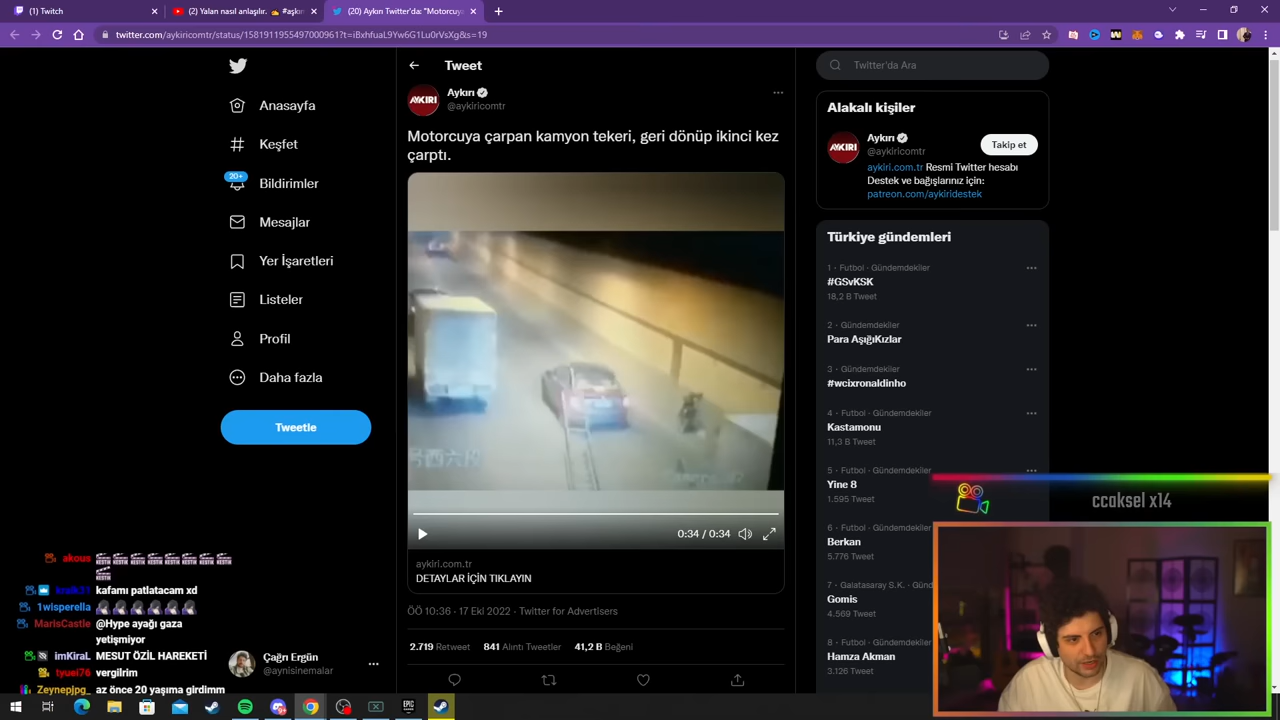 (1) Twitch
(2) Yalan nasıl anlaşılır.
(20) Aykırı Twitter'da: "Motorcuy
twitter.com/aykiricomtr/status/1581911955497000961?t=iBxhfuaL9Yw6G1Lu0rVsXg&s=19
Anasayfa
Keşfet
20+
Bildirimler
Mesajlar
Yer İşaretleri
Listeler
Profil
Daha fazla
Tweetle
Çağrı Ergün
@aynisinemalar
Tweet
AYKIRI
Aykırı
@aykiricomtr
Motorcuya çarpan kamyon tekeri, geri dönüp ikinci kez
çarptı.
0:34 / 0:34
aykiri.com.tr
DETAYLAR İÇİN TIKLAYIN
ÖÖ 10:36 · 17 Eki 2022 · Twitter for Advertisers
2.719 Retweet 841 Alıntı Tweetler 41,2 B Beğeni
Twitter'da Ara
Alakalı kişiler
AYKIRI
Aykırı
@aykiricomtr
Takip et
aykiri.com.tr Resmi Twitter hesabı
Destek ve bağışlarınız için:
patreon.com/aykiridestek
Türkiye gündemleri
1 · Futbol · Gündemdekiler
#GSvKSK
18,2 B Tweet
2 · Gündemdekiler
Para AşığıKızlar
3 · Gündemdekiler
#wcixronaldinho
4 · Futbol · Gündemdekiler
Kastamonu
11,3 B Tweet
5 · Futbol · Gündemdekiler
Yine 8
1.595 Tweet
6 · Futbol · Gündemdekiler
Berkan
5.776 Tweet
7 · Galatasaray S.K. · Günd
Gomis
4.569 Tweet
8 · Futbol · Gündemdekiler
Hamza Akman
3.126 Tweet
ccaksel x14
akous
kralk31 kafamı patlatacam xd
1wisperella
MarisCastle @Hype ayağı gaza
yetişmiyor
imKiraL MESUT ÖZİL HAREKETİ
tyuei76 vergilrim
Zeynepjpg_ az önce 20 yaşıma girdimm